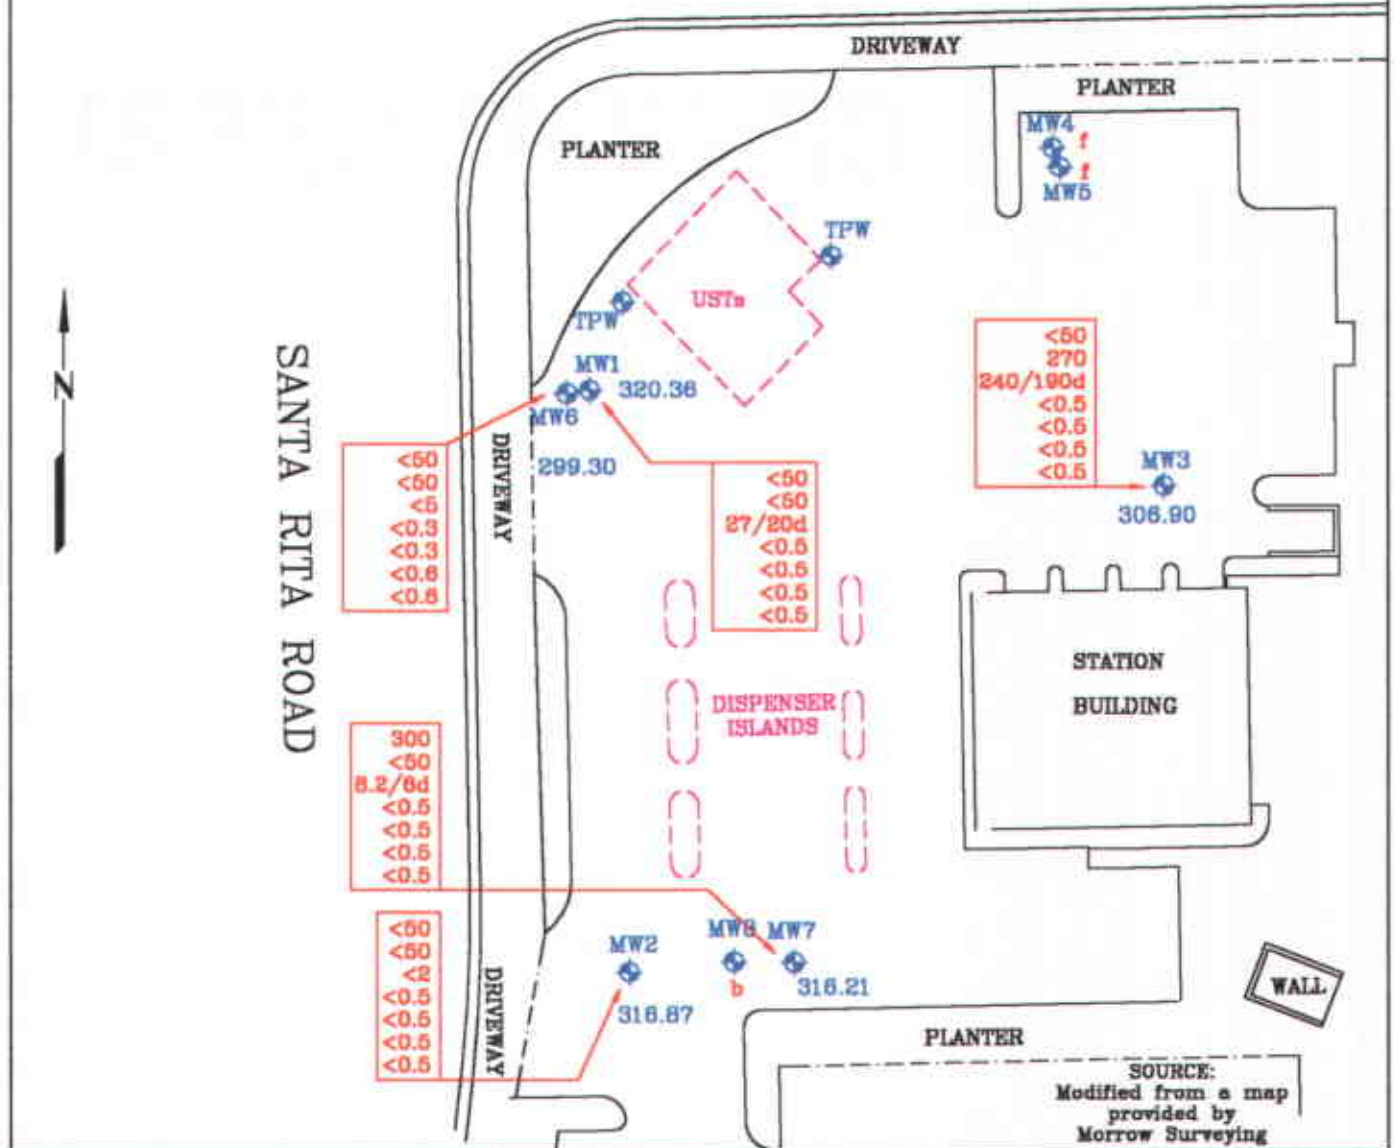 DRIVEWAY
PLANTER
PLANTER
MW4
f
f
MW5
TPW
USTs
TPW
MW1
320.36
MW6
299.30
N
SANTA RITA ROAD
DRIVEWAY
<50
<50
<5
<0.3
<0.3
<0.6
<0.6
<50
<50
27/20d
<0.5
<0.5
<0.5
<0.5
<50
270
240/190d
<0.5
<0.5
<0.5
<0.5
MW3
306.90
STATION
BUILDING
DISPENSER
ISLANDS
300
<50
8.2/6d
<0.5
<0.5
<0.5
<0.5
<50
<50
<2
<0.5
<0.5
<0.5
<0.5
DRIVEWAY
MW2
316.87
MW8
b
MW7
316.21
WALL
PLANTER
SOURCE:
Modified from a map
provided by
Morrow Surveying